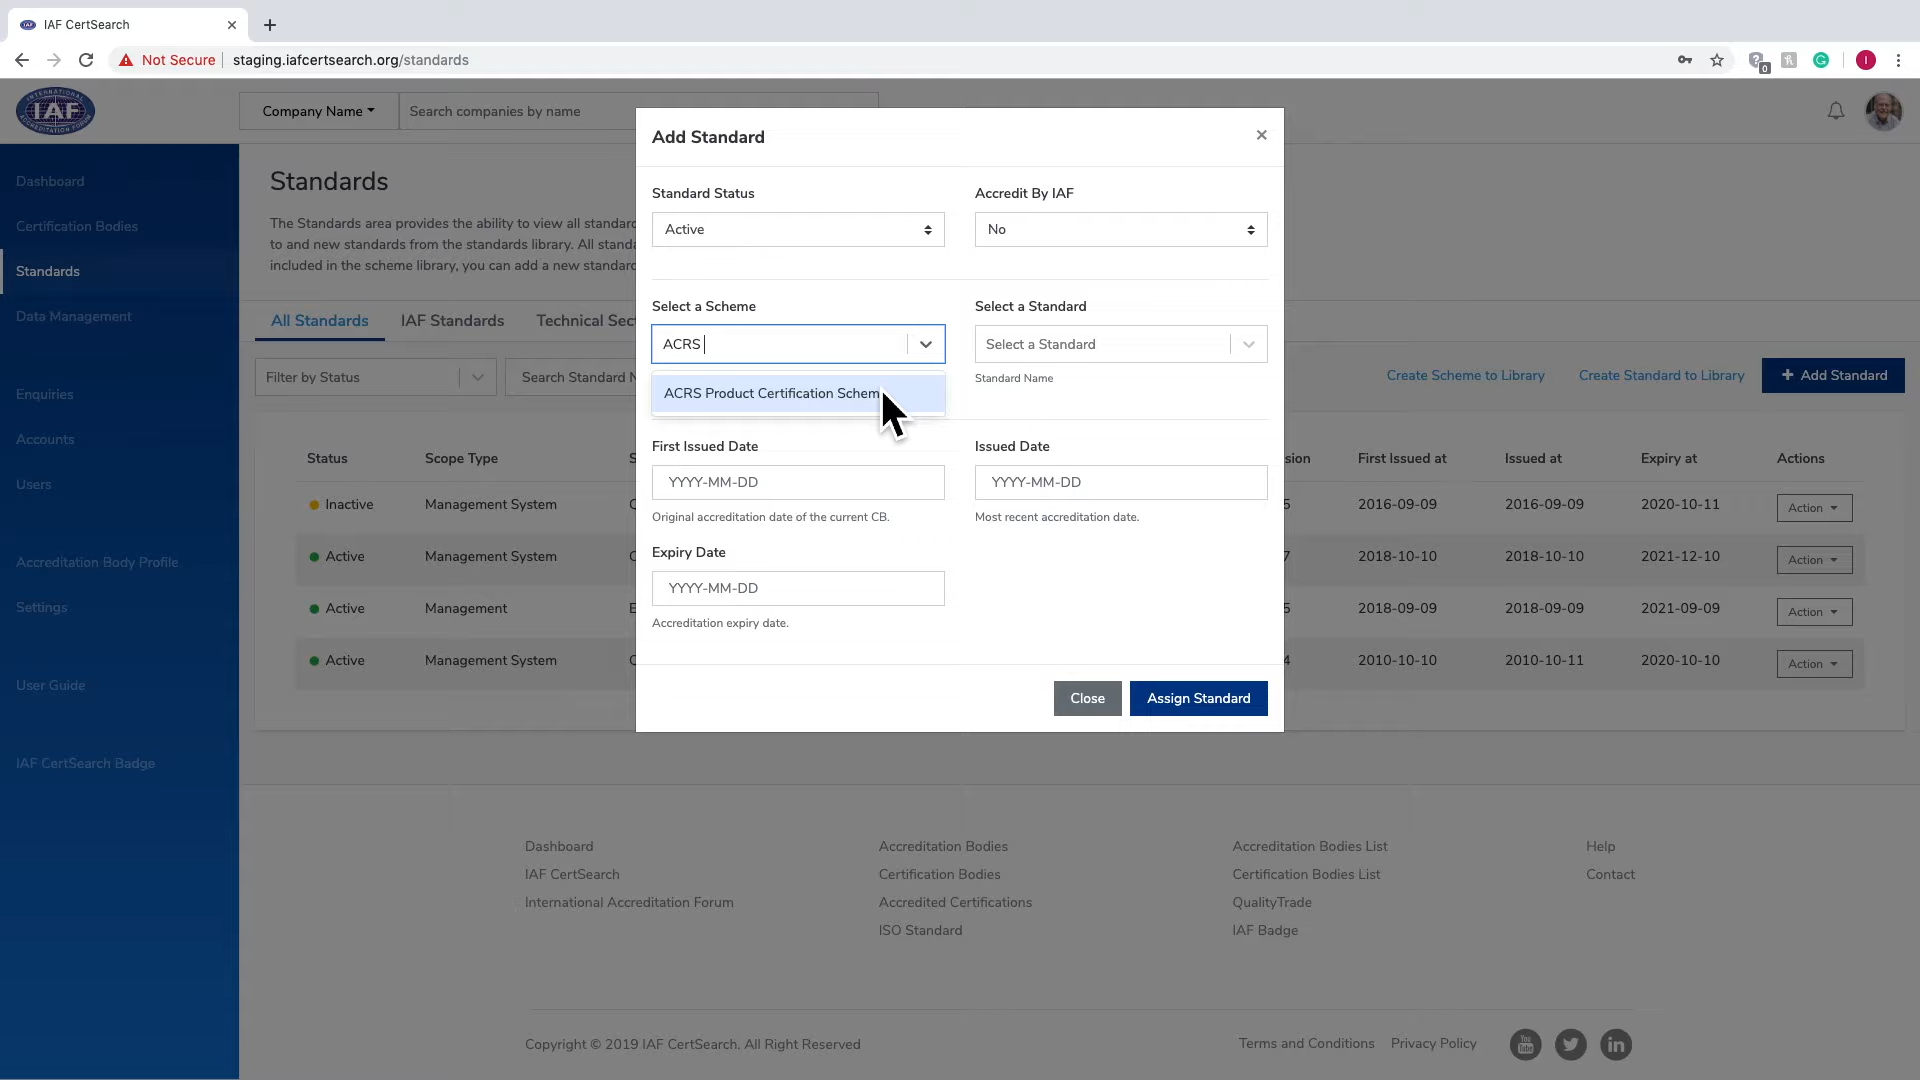 IAF CertSearch
Not Secure
staging.iafcertsearch.org/standards
0
I
INTERNATIONAL
IAF
ACCREDITATION FORUM
Company Name
Search companies by name
Dashboard
Certification Bodies
Standards
Data Management
Enquiries
Accounts
Users
Accreditation Body Profile
Settings
User Guide
IAF CertSearch Badge
Standards
The Standards area provides the ability to view all standar
to and new standards from the standards library. All stand
included in the scheme library, you can add a new standar
All Standards
IAF Standards
Technical Sec
Filter by Status
Search Standard N
Create Scheme to Library
Create Standard to Library
Add Standard
Status
Scope Type
S
sion
First Issued at
Issued at
Expiry at
Actions
Inactive
Management System
5
2016-09-09
2016-09-09
2020-10-11
Action
Active
Management System
7
2018-10-10
2018-10-10
2021-12-10
Action
Active
Management
E
5
2018-09-09
2018-09-09
2021-09-09
Action
Active
Management System
4
2010-10-10
2010-10-11
2020-10-10
Action
Add Standard
Standard Status
Accredit By IAF
Active
No
Select a Scheme
Select a Standard
ACRS
Select a Standard
Standard Name
ACRS Product Certification Schem
First Issued Date
Issued Date
YYYY-MM-DD
YYYY-MM-DD
Original accreditation date of the current CB.
Most recent accreditation date.
Expiry Date
YYYY-MM-DD
Accreditation expiry date.
Close
Assign Standard
Dashboard
IAF CertSearch
International Accreditation Forum
Accreditation Bodies
Certification Bodies
Accredited Certifications
ISO Standard
Accreditation Bodies List
Certification Bodies List
QualityTrade
IAF Badge
Help
Contact
Copyright © 2019 IAF CertSearch. All Right Reserved
Terms and Conditions
Privacy Policy
You Tube
in